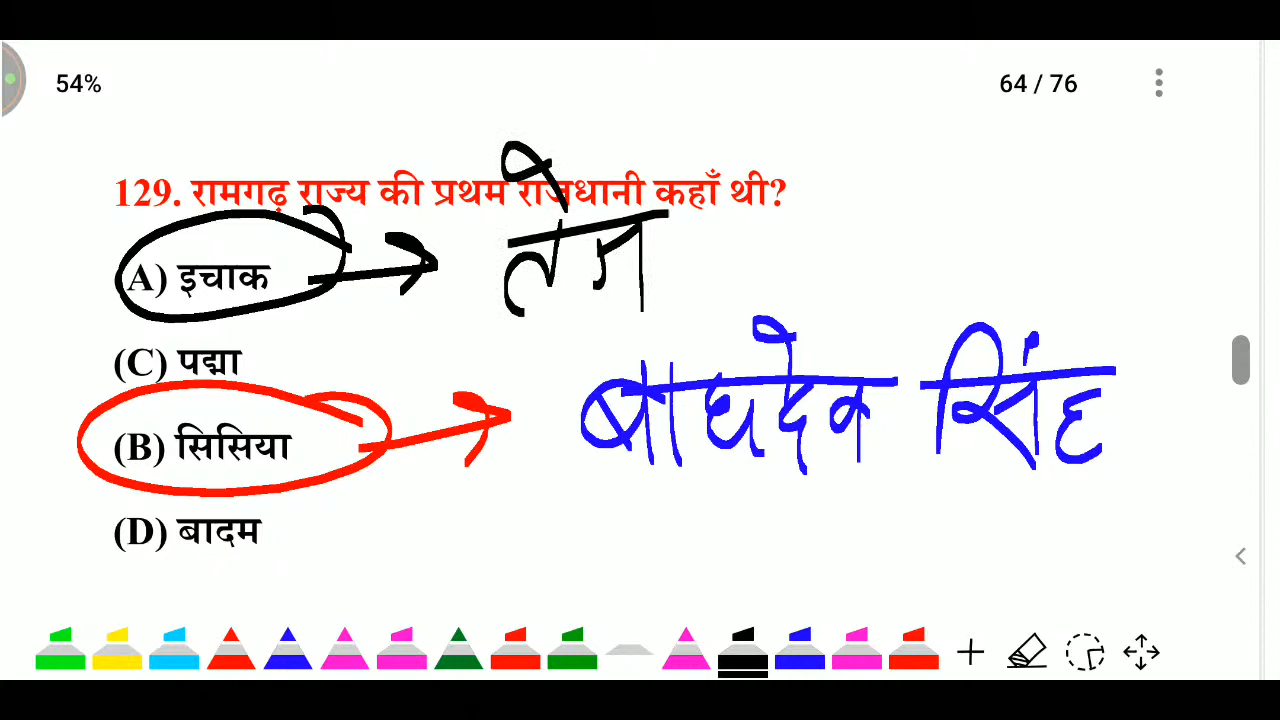 54%
64 / 76
129. रामगढ़ राज्य की प्रथम राजधानी कहाँ थी?
A) इचाक
(C) पद्मा
बाघदेव सिंह
(B) सिसिया
(D) बादम